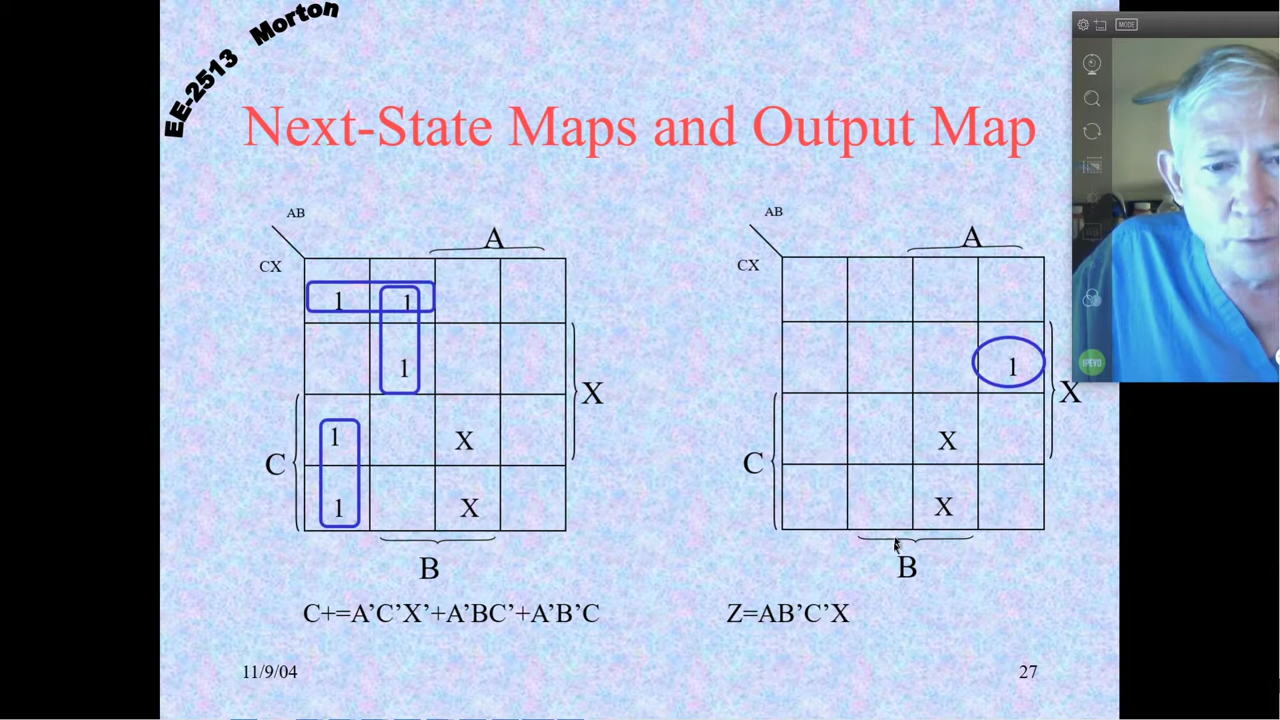 EE-2513 Morton
MODE
Next-State Maps and Output Map
AB
CX
A
1
1
1
1
X
1
X
C
X
B
AB
CX
A
1
X
X
C
X
B
IPEVO
C+=A’C’X’+A’BC’+A’B’C
Z=AB’C’X
11/9/04
27